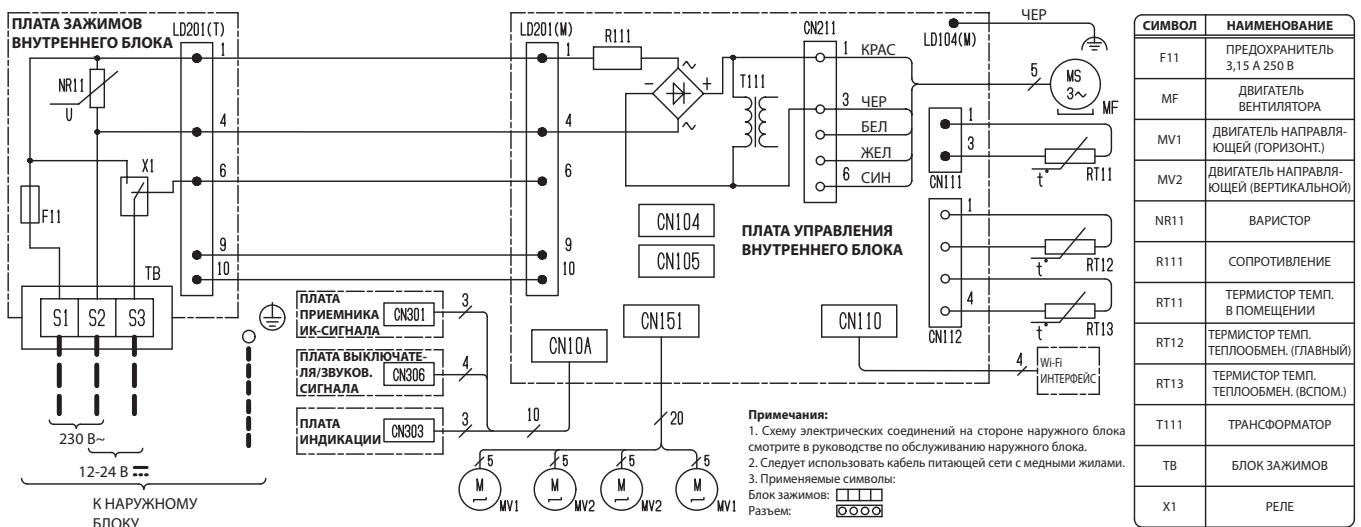 ПЛАТА ЗАЖИМОВ
ВНУТРЕННЕГО БЛОКА
LD201(T)
1
4
6
9
10
NR11
U
X1
F11
TB
S1
S2
S3
230 В~
12-24 В
К НАРУЖНОМУ
БЛОКУ
LD201(M)
1
4
6
9
10
R111
~
−
+
~
T111
CN211
1 КРАС
3 ЧЕР
БЕЛ
ЖЕЛ
6 СИН
LD104(M)
ЧЕР
5
MS
3~
MF
CN111
1
3
t°
RT11
CN112
1
4
t°
RT12
t°
RT13
CN104
CN105
ПЛАТА УПРАВЛЕНИЯ
ВНУТРЕННЕГО БЛОКА
CN10A
CN151
CN110
4
Wi-Fi
ИНТЕРФЕЙС
ПЛАТА
ПРИЕМНИКА
ИК-СИГНАЛА
CN301
3
ПЛАТА ВЫКЛЮЧАТЕ-
ЛЯ/ЗВУКОВ.
СИГНАЛА
CN306
4
ПЛАТА
ИНДИКАЦИИ
CN303
3
10
20
5
M
MV1
5
M
MV2
5
M
MV2
5
M
MV1
Примечания:
1. Схему электрических соединений на стороне наружного блока
смотрите в руководстве по обслуживанию наружного блока.
2. Следует использовать кабель питающей сети с медными жилами.
3. Применяемые символы:
Блок зажимов:
Разъем:
СИМВОЛ НАИМЕНОВАНИЕ
F11 ПРЕДОХРАНИТЕЛЬ
3,15 А 250 В
MF ДВИГАТЕЛЬ
ВЕНТИЛЯТОРА
MV1 ДВИГАТЕЛЬ НАПРАВЛЯ-
ЮЩЕЙ (ГОРИЗОНТ.)
MV2 ДВИГАТЕЛЬ НАПРАВЛЯ-
ЮЩЕЙ (ВЕРТИКАЛЬНОЙ)
NR11 ВАРИСТОР
R111 СОПРОТИВЛЕНИЕ
RT11 ТЕРМИСТОР ТЕМП.
В ПОМЕЩЕНИИ
RT12 ТЕРМИСТОР ТЕМП.
ТЕПЛООБМЕН. (ГЛАВНЫЙ)
RT13 ТЕРМИСТОР ТЕМП.
ТЕПЛООБМЕН. (ВСПОМ.)
T111 ТРАНСФОРМАТОР
TB БЛОК ЗАЖИМОВ
X1 РЕЛЕ